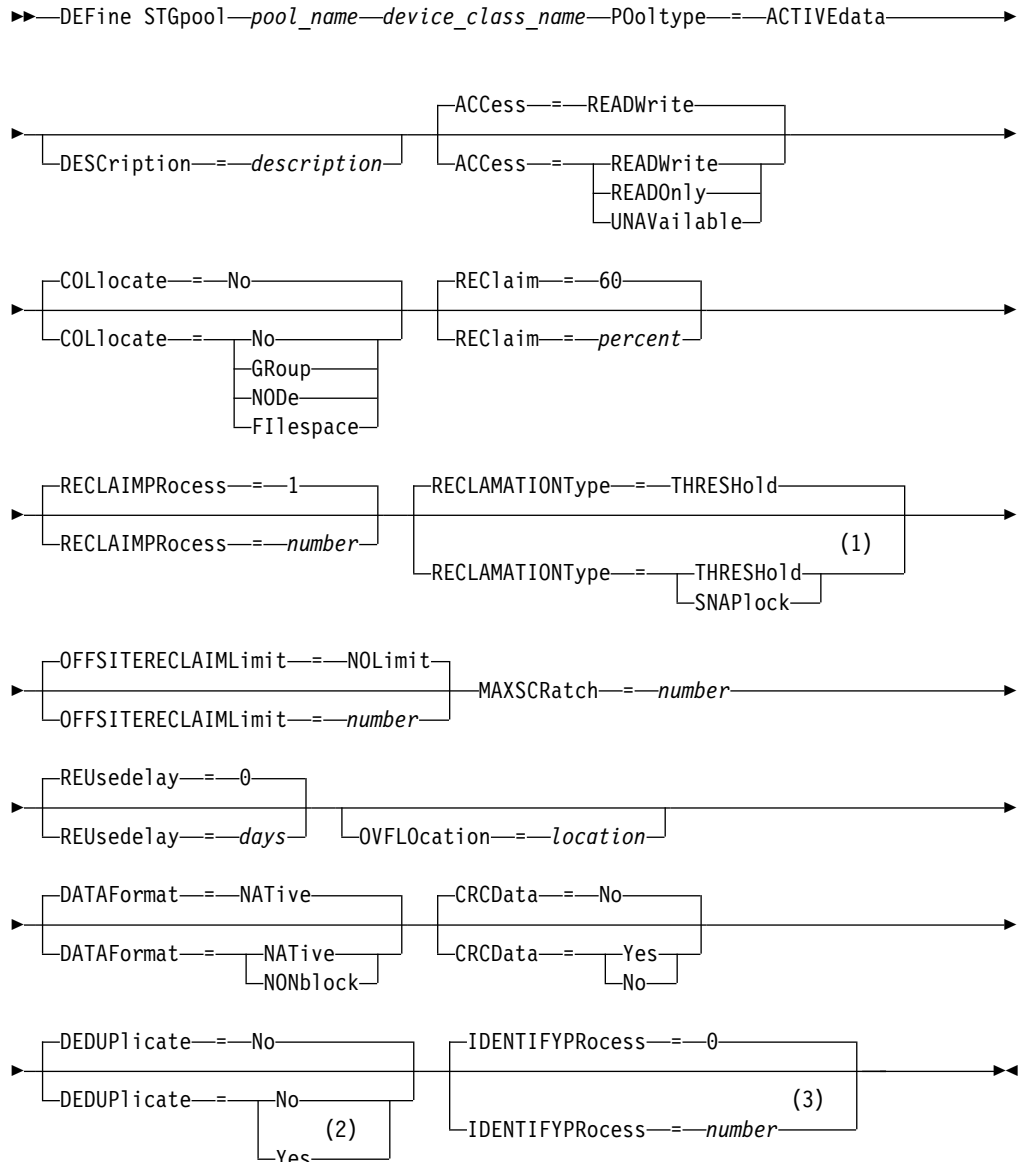 DEFine STGpool pool_name device_class_name POoltype = ACTIVEdata
ACCess = READWrite
DESCription = description
ACCess = READWrite
READOnly
UNAVailable
COLlocate = No
REClaim = 60
COLlocate = No
GRoup
NODe
FIlespace
REClaim = percent
RECLAIMPRocess = 1
RECLAMATIONType = THRESHold
RECLAIMPRocess = number
(1)
RECLAMATIONType = THRESHold
SNAPlock
OFFSITERECLAIMLimit = NOLimit
MAXSCRatch = number
OFFSITERECLAIMLimit = number
REUsedelay = 0
REUsedelay = days
OVFLOcation = location
DATAFormat = NATive
CRCData = No
DATAFormat = NATive
NONblock
CRCData = Yes
No
DEDUPlicate = No
IDENTIFYPRocess = 0
DEDUPlicate = No
(2)
Yes
(3)
IDENTIFYPRocess = number